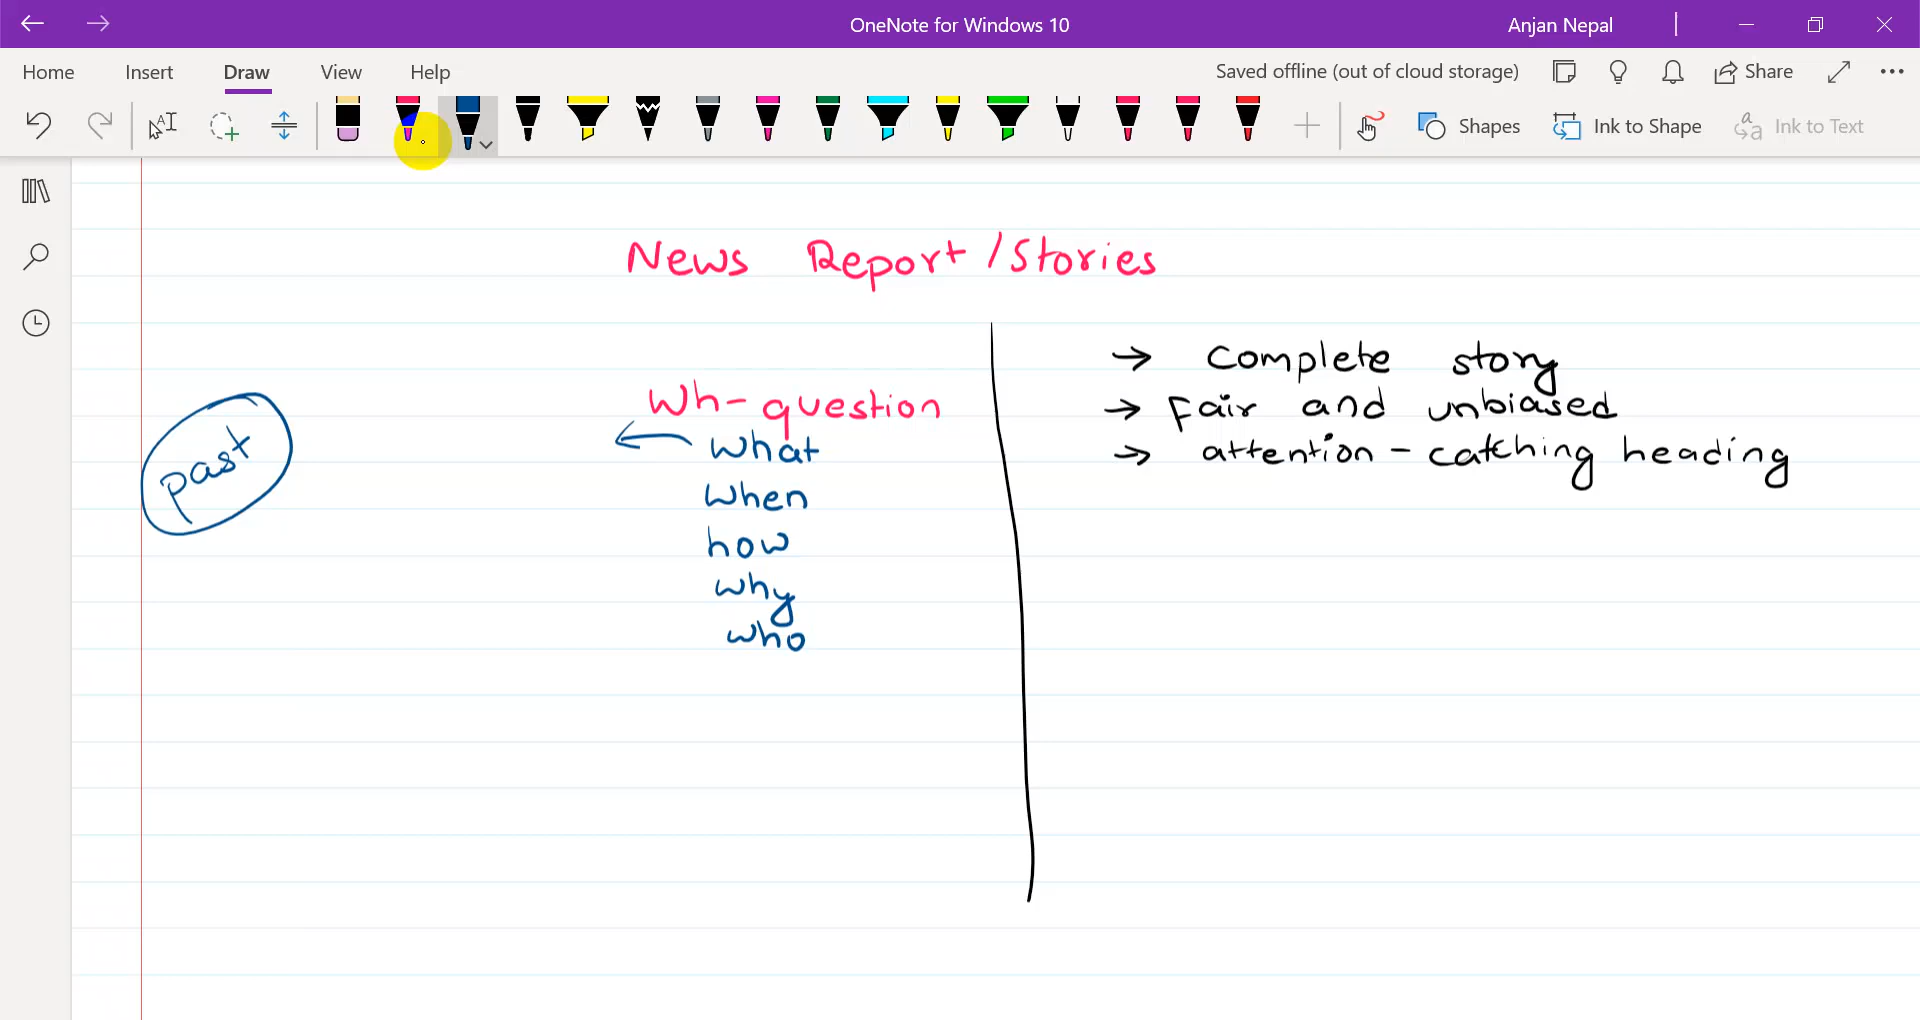 OneNote for Windows 10
Anjan Nepal
Home Insert Draw View Help
Saved offline (out of cloud storage)
Share
Shapes
Ink to Shape
Ink to Text
News Report / Stories
Wh-question
What
When
how
why
who
past
→ Complete story
→ Fair and unbiased
→ attention - catching heading